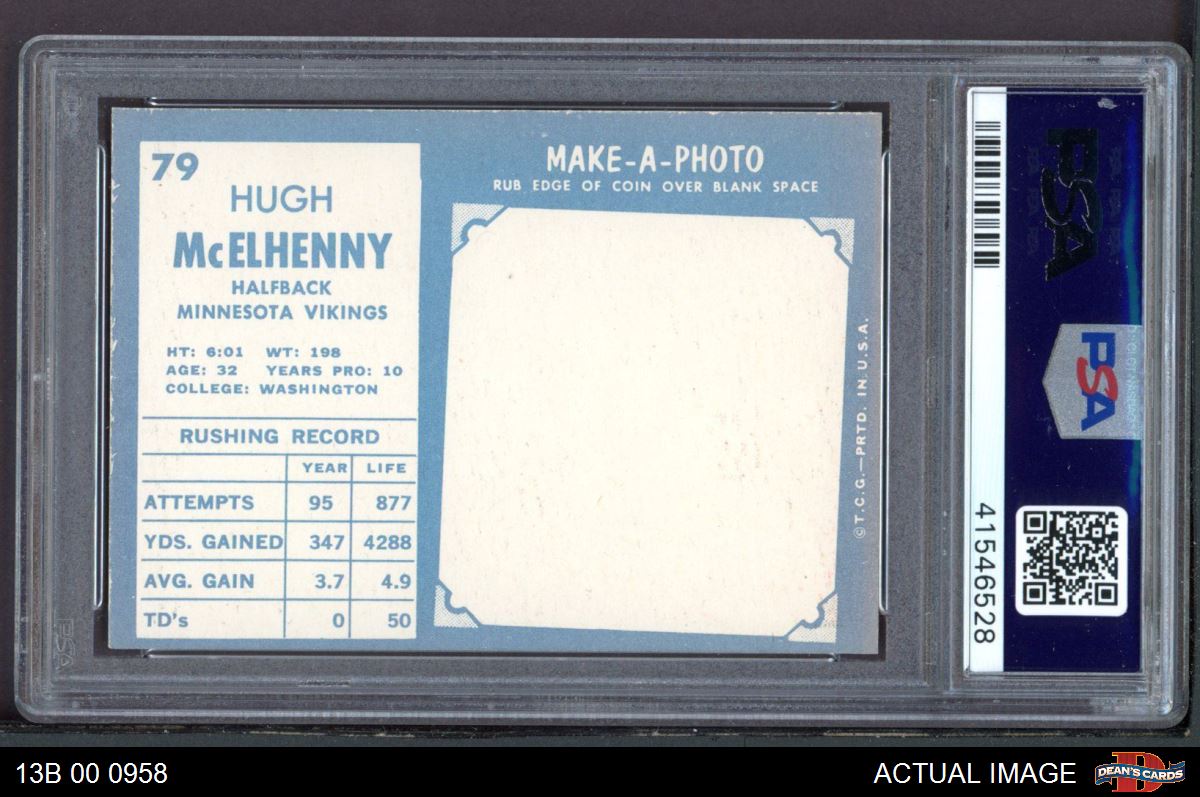 79
HUGH
McELHENNY
HALFBACK
MINNESOTA VIKINGS
HT: 6:01 WT: 198
AGE: 32 YEARS PRO: 10
COLLEGE: WASHINGTON
RUSHING RECORD
YEAR LIFE
ATTEMPTS 95 877
YDS. GAINED 347 4288
AVG. GAIN 3.7 4.9
TD's 0 50
MAKE-A-PHOTO
RUB EDGE OF COIN OVER BLANK SPACE
©T.C.G.—PRTD. IN U.S.A.
PSA
PSA
41546528
PSA
13B 00 0958
ACTUAL IMAGE
DEAN'S CARDS